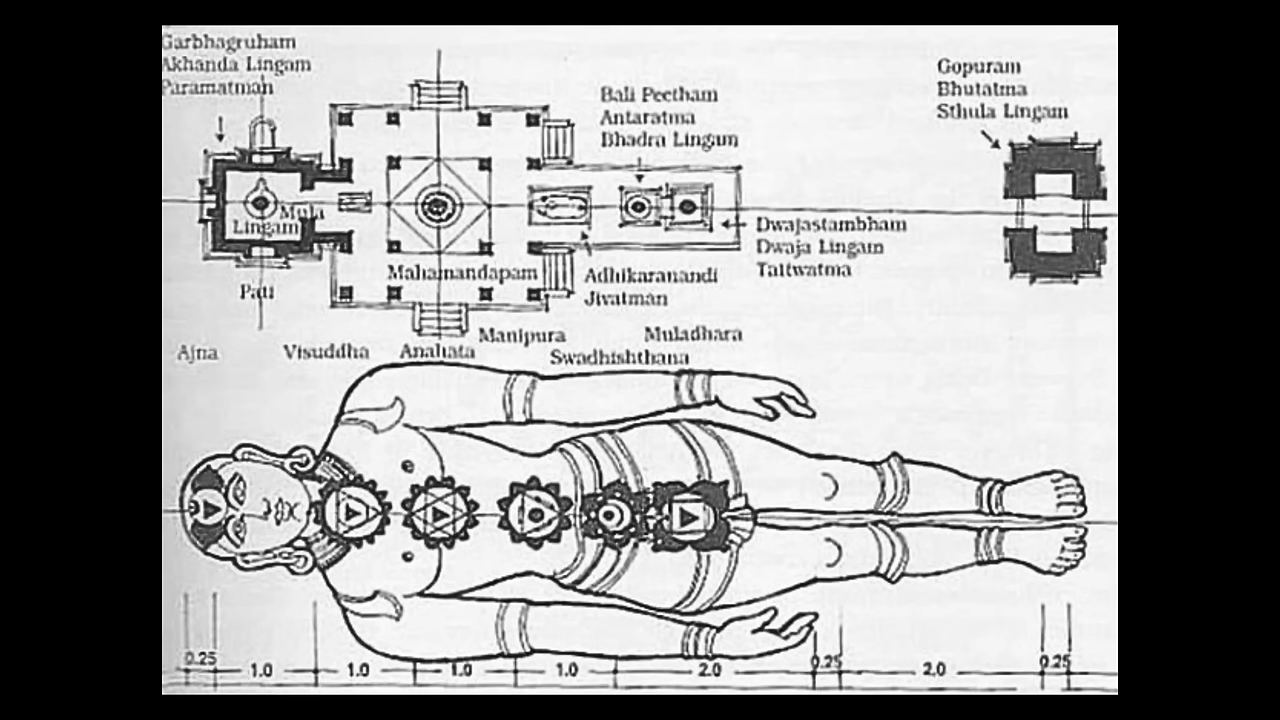 Garbhagruham
Akhanda Lingam
Paramatman
Gopuram
Bhutatma
Sthula Lingam
Bali Peetham
Antaratma
Bhadra Lingam
Mula
Lingam
Dwajastambham
Dwaja Lingam
Tattwatma
Mahamandapam
Adhikaranandi
Jivatman
Pati
Manipura
Muladhara
Ajna
Visuddha
Anahata
Swadhishthana
0.25
1.0
1.0
1.0
1.0
2.0
0.25
2.0
0.25